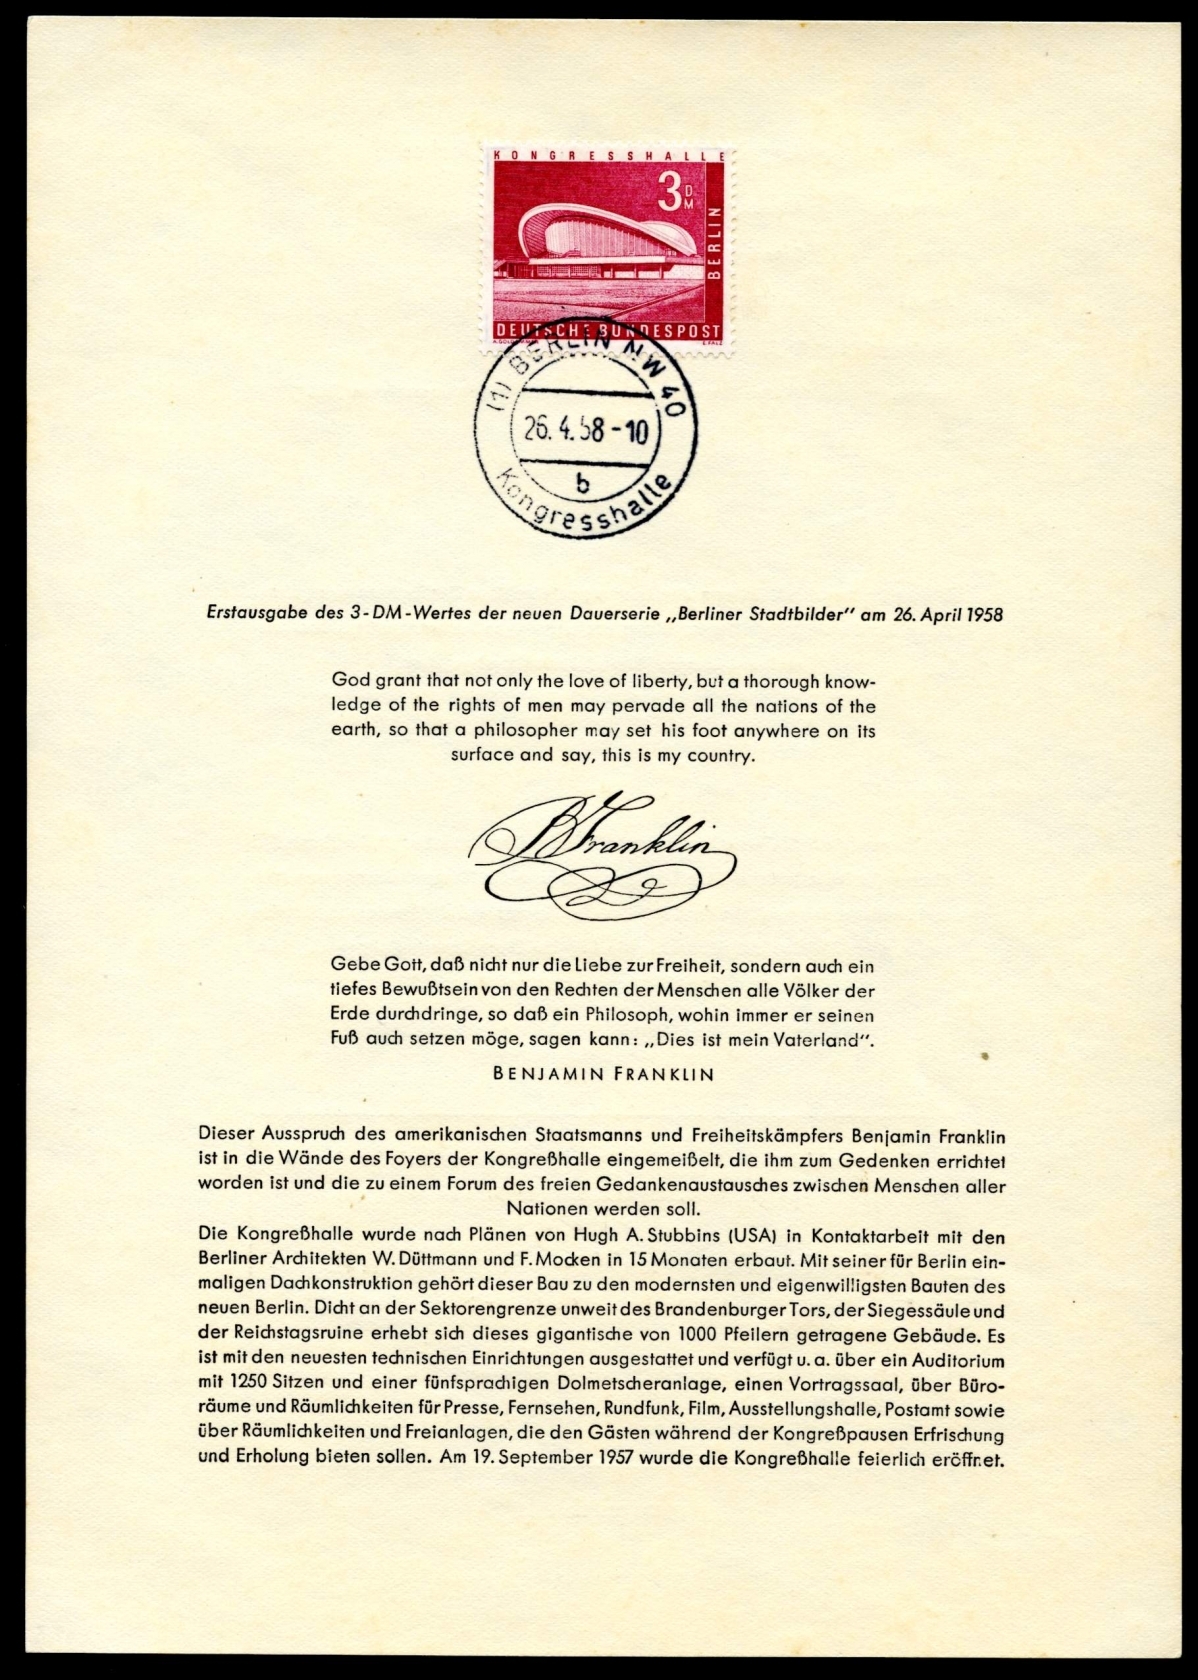 KONGRESSHALLE
3 DM
BERLIN
DEUTSCHE BUNDESPOST
(1) BERLIN NW 40
26.4.58-10
b
Kongresshalle
Erstausgabe des 3-DM-Wertes der neuen Dauerserie „Berliner Stadtbilder" am 26. April 1958
God grant that not only the love of liberty, but a thorough know-
ledge of the rights of men may pervade all the nations of the
earth, so that a philosopher may set his foot anywhere on its
surface and say, this is my country.
B Franklin
Gebe Gott, daß nicht nur die Liebe zur Freiheit, sondern auch ein
tiefes Bewußtsein von den Rechten der Menschen alle Völker der
Erde durchdringe, so daß ein Philosoph, wohin immer er seinen
Fuß auch setzen möge, sagen kann: „Dies ist mein Vaterland".
BENJAMIN FRANKLIN
Dieser Ausspruch des amerikanischen Staatsmanns und Freiheitskämpfers Benjamin Franklin
ist in die Wände des Foyers der Kongreßhalle eingemeißelt, die ihm zum Gedenken errichtet
worden ist und die zu einem Forum des freien Gedankenaustausches zwischen Menschen aller
Nationen werden soll.
Die Kongreßhalle wurde nach Plänen von Hugh A. Stubbins (USA) in Kontaktarbeit mit den
Berliner Architekten W. Düttmann und F. Mocken in 15 Monaten erbaut. Mit seiner für Berlin ein-
maligen Dachkonstruktion gehört dieser Bau zu den modernsten und eigenwilligsten Bauten des
neuen Berlin. Dicht an der Sektorengrenze unweit des Brandenburger Tors, der Siegessäule und
der Reichstagsruine erhebt sich dieses gigantische von 1000 Pfeilern getragene Gebäude. Es
ist mit den neuesten technischen Einrichtungen ausgestattet und verfügt u. a. über ein Auditorium
mit 1250 Sitzen und einer fünfsprachigen Dolmetscheranlage, einen Vortragssaal, über Büro-
räume und Räumlichkeiten für Presse, Fernsehen, Rundfunk, Film, Ausstellungshalle, Postamt sowie
über Räumlichkeiten und Freianlagen, die den Gästen während der Kongreßpausen Erfrischung
und Erholung bieten sollen. Am 19. September 1957 wurde die Kongreßhalle feierlich eröffnet.